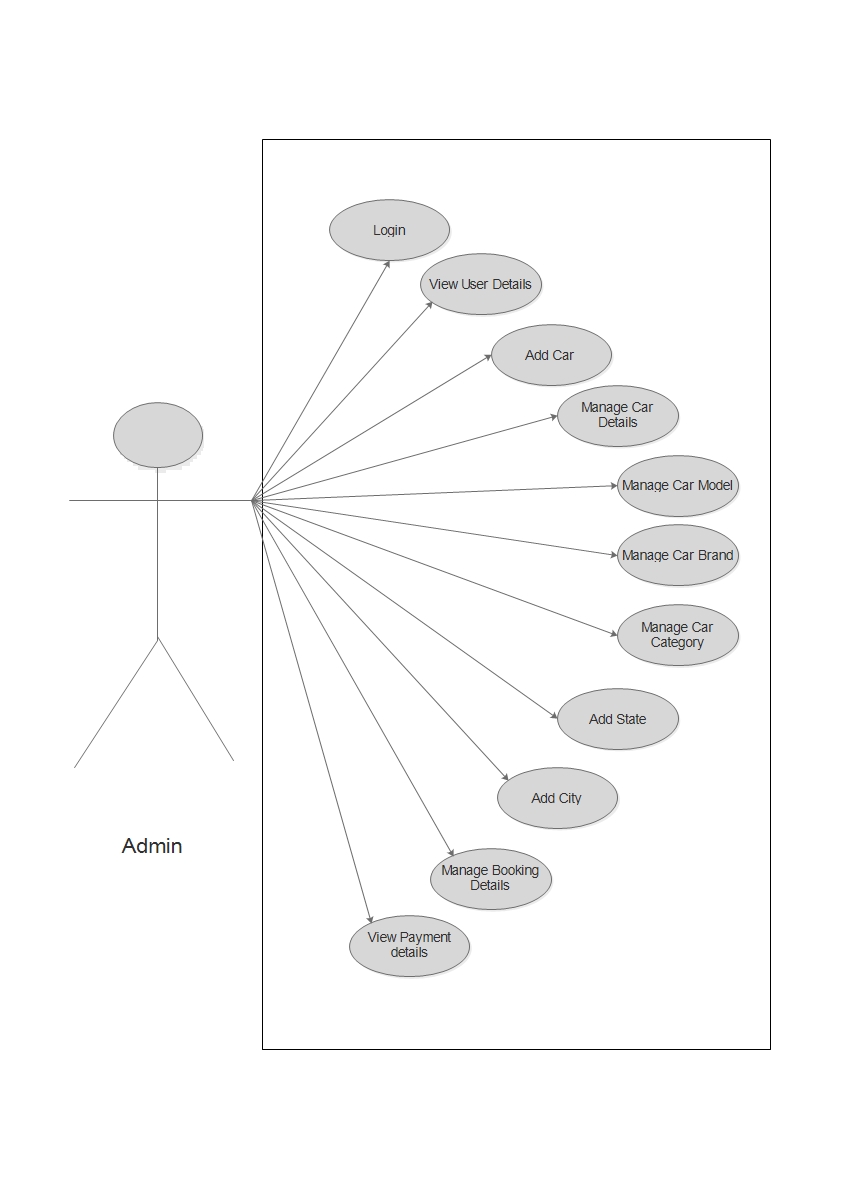 Login
View User Details
Add Car
Manage Car
Details
Manage Car Model
Manage Car Brand
Manage Car
Category
Add State
Add City
Admin
Manage Booking
Details
View Payment
details